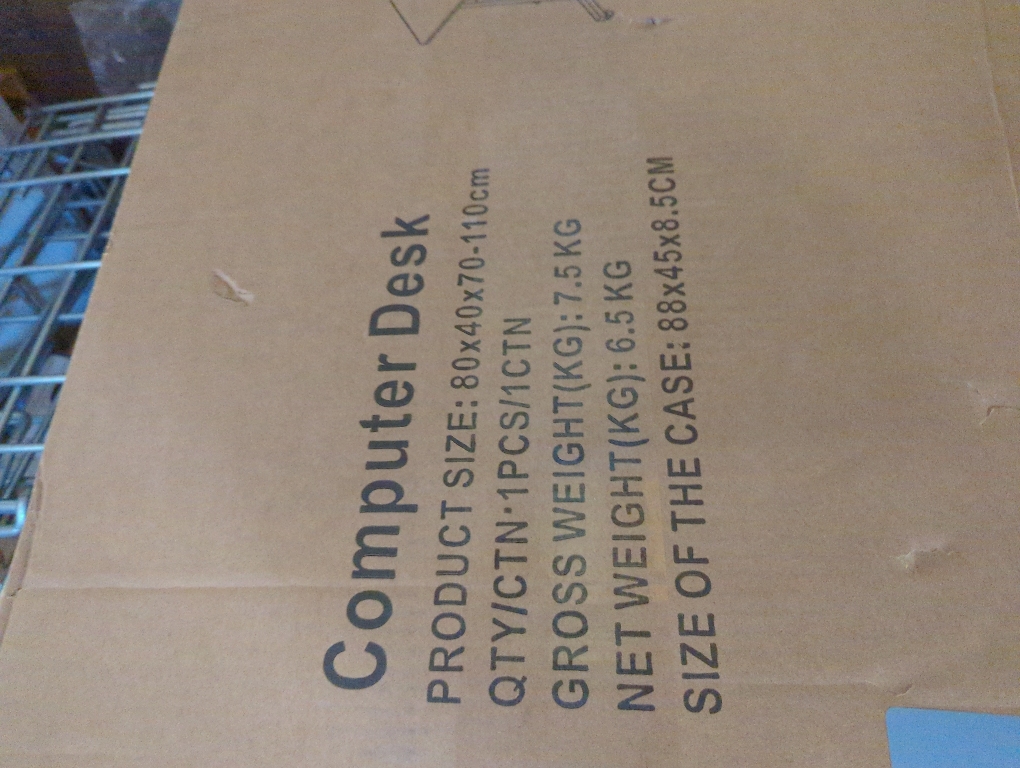 Computer Desk
PRODUCT SIZE: 80x40x70-110cm
QTY/CTN:1PCS/1CTN
GROSS WEIGHT(KG): 7.5 KG
NET WEIGHT(KG): 6.5 KG
SIZE OF THE CASE: 88x45x8.5CM